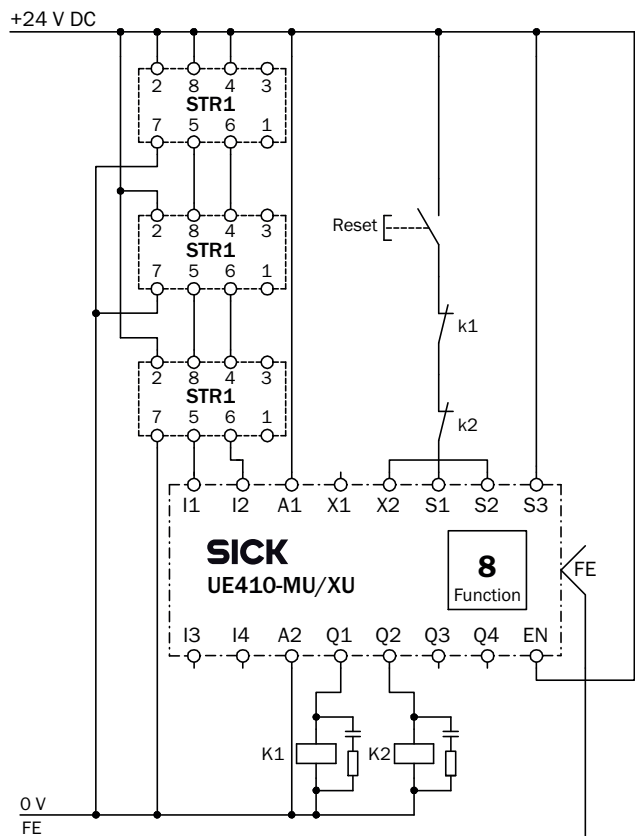 +24 V DC
2 8 4 3
STR1
7 5 6 1
2 8 4 3
STR1
7 5 6 1
Reset
k1
2 8 4 3
STR1
7 5 6 1
k2
I1 I2 A1 X1 X2 S1 S2 S3
SICK
UE410-MU/XU
8
Function
FE
I3 I4 A2 Q1 Q2 Q3 Q4 EN
K1 K2
0 V
FE